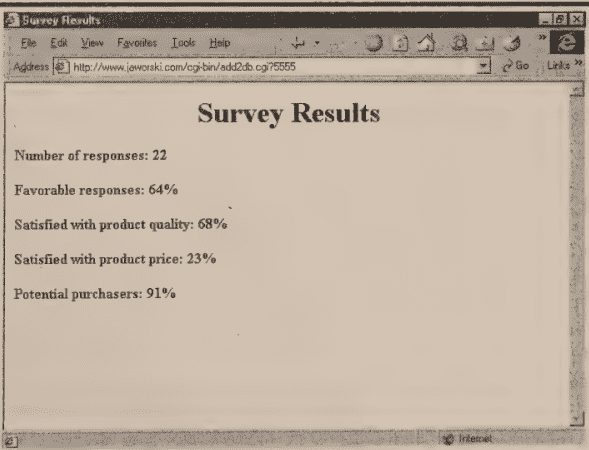 Survey Results
File Edit View Favorites Tools Help »
Address http://www.jaworski.com/cgi-bin/add2db.cgi?5555 Go Links »
Survey Results
Number of responses: 22
Favorable responses: 64%
Satisfied with product quality: 68%
Satisfied with product price: 23%
Potential purchasers: 91%
Internet